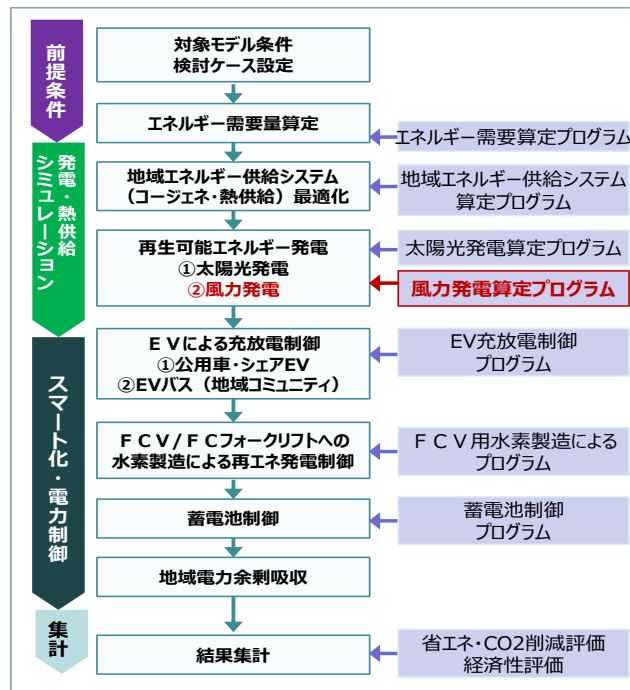 前提条件
対象モデル条件
検討ケース設定
エネルギー需要量算定
エネルギー需要算定プログラム
発電・熱供給
シミュレーション
地域エネルギー供給システム
（コージェネ・熱供給）最適化
地域エネルギー供給システム
算定プログラム
再生可能エネルギー発電
①太陽光発電
②風力発電
太陽光発電算定プログラム
風力発電算定プログラム
スマート化・電力制御
ＥＶによる充放電制御
①公用車・シェアEV
②EVバス（地域コミュニティ）
EV充放電制御
プログラム
ＦＣＶ/ＦＣフォークリフトへの
水素製造による再エネ発電制御
ＦＣＶ用水素製造による
プログラム
蓄電池制御
蓄電池制御
プログラム
地域電力余剰吸収
集計
結果集計
省エネ・CO2削減評価
経済性評価